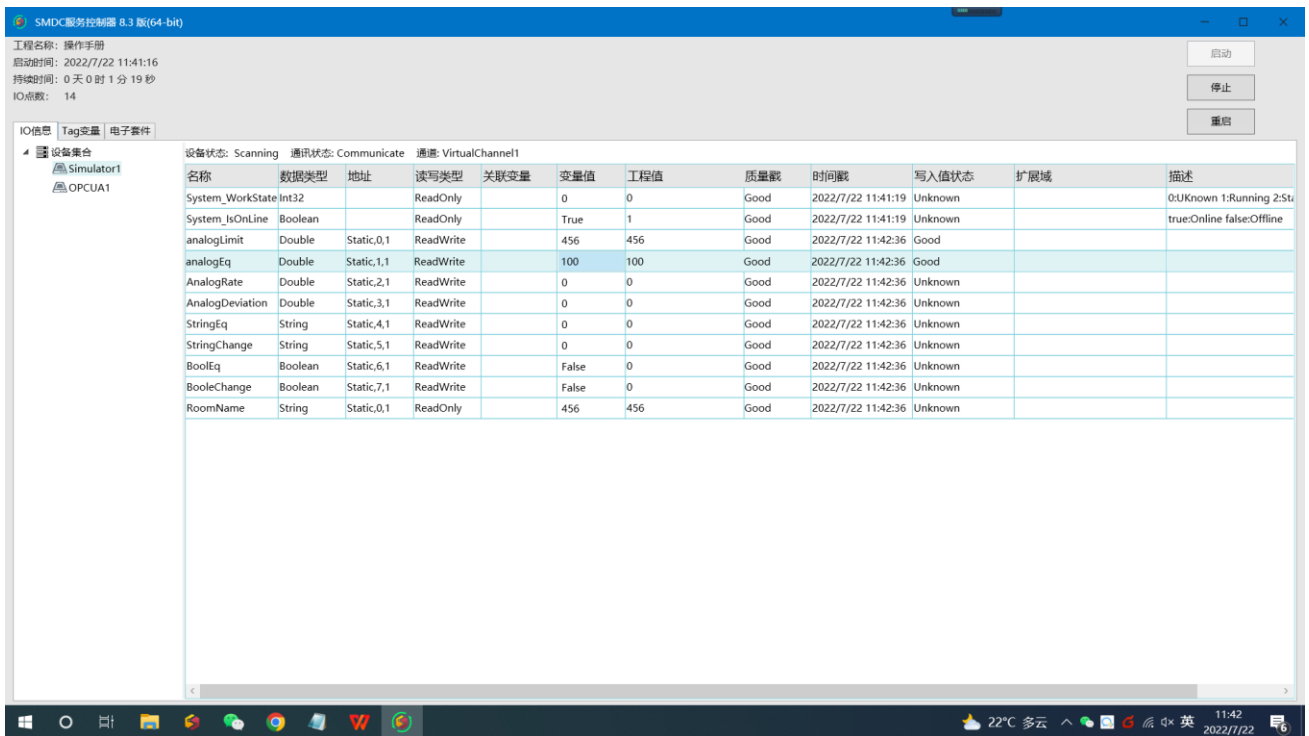 SMDC服务控制器 8.3 版(64-bit)
工程名称: 操作手册
启动时间: 2022/7/22 11:41:16
持续时间: 0 天 0 时 1 分 19 秒
IO点数: 14
启动
停止
重启
IO信息 Tag变量 电子套件
设备集合
Simulator1
OPCUA1
设备状态: Scanning 通讯状态: Communicate 通道: VirtualChannel1
名称 数据类型 地址 读写类型 关联变量 变量值 工程值 质量戳 时间戳 写入值状态 扩展域 描述
System_WorkState Int32 ReadOnly 0 0 Good 2022/7/22 11:41:19 Unknown 0:UKnown 1:Running 2:Sta
System_IsOnLine Boolean ReadOnly True 1 Good 2022/7/22 11:41:19 Unknown true:Online false:Offline
analogLimit Double Static,0,1 ReadWrite 456 456 Good 2022/7/22 11:42:36 Good
analogEq Double Static,1,1 ReadWrite 100 100 Good 2022/7/22 11:42:36 Good
AnalogRate Double Static,2,1 ReadWrite 0 0 Good 2022/7/22 11:42:36 Unknown
AnalogDeviation Double Static,3,1 ReadWrite 0 0 Good 2022/7/22 11:42:36 Unknown
StringEq String Static,4,1 ReadWrite 0 0 Good 2022/7/22 11:42:36 Unknown
StringChange String Static,5,1 ReadWrite 0 0 Good 2022/7/22 11:42:36 Unknown
BoolEq Boolean Static,6,1 ReadWrite False 0 Good 2022/7/22 11:42:36 Unknown
BooleChange Boolean Static,7,1 ReadWrite False 0 Good 2022/7/22 11:42:36 Unknown
RoomName String Static,0,1 ReadOnly 456 456 Good 2022/7/22 11:42:36 Unknown
22°C 多云 英 11:42
2022/7/22 6